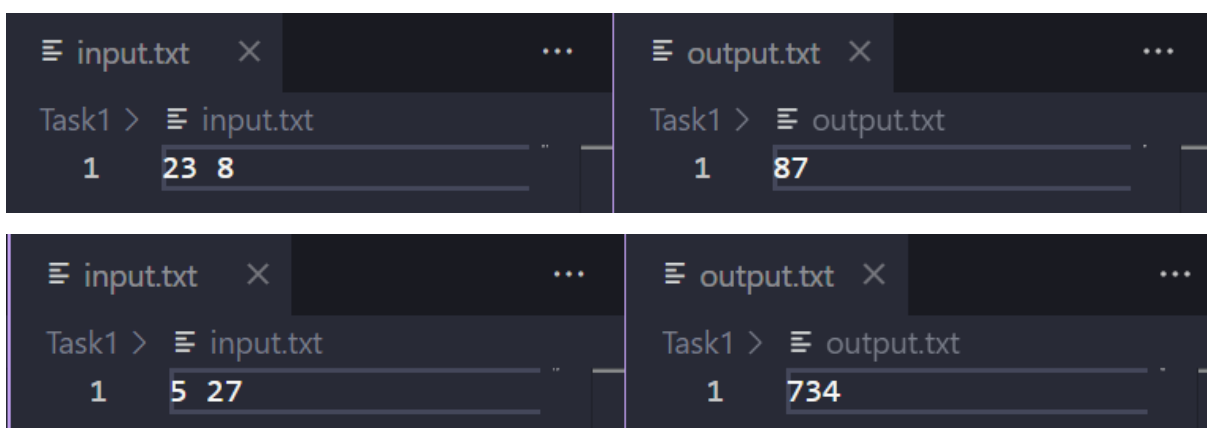 input.txt × ... output.txt × ...
Task1 > input.txt Task1 > output.txt
1 23 8 1 87
input.txt × ... output.txt × ...
Task1 > input.txt Task1 > output.txt
1 5 27 1 734